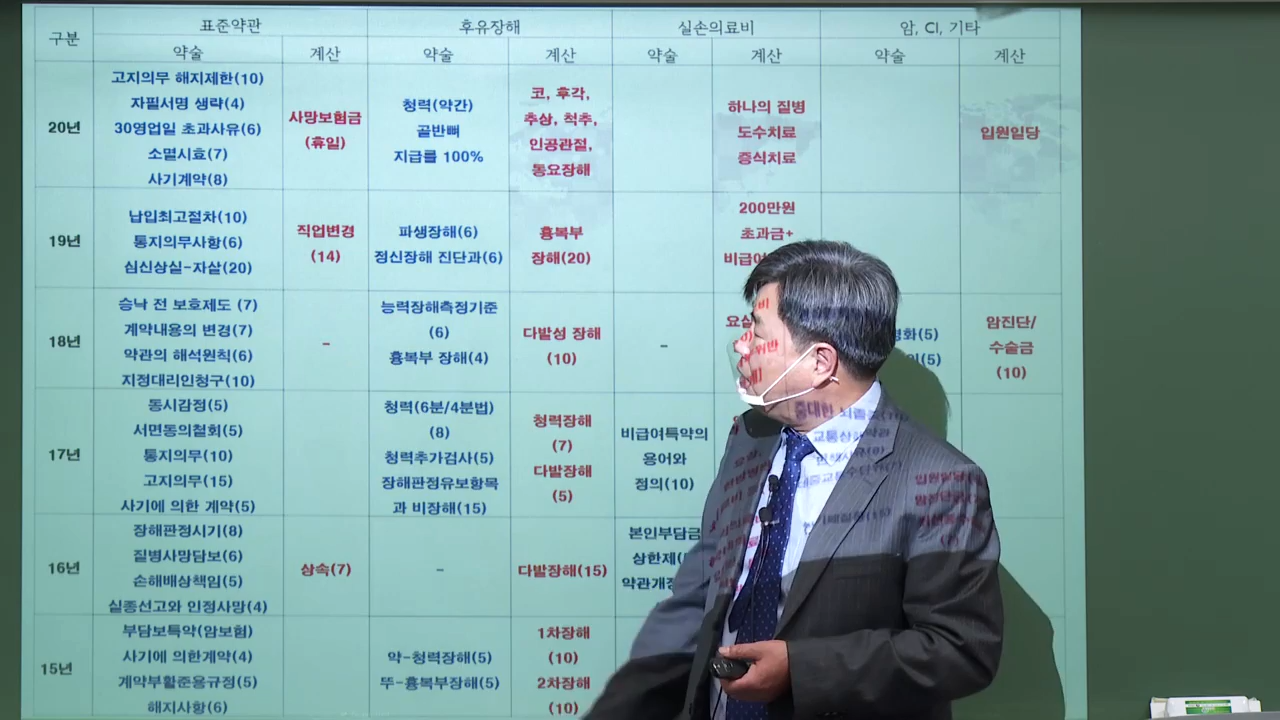 구분 표준약관 후유장해 실손의료비 암, CI, 기타
약술 계산 약술 계산 약술 계산 약술 계산
20년
고지의무 해지제한(10)
자필서명 생략(4)
30영업일 초과사유(6)
소멸시효(7)
사기계약(8)
사망보험금
(휴일)
청력(약간)
골반뼈
지급률 100%
코, 후각,
추상, 척추,
인공관절,
동요장해
하나의 질병
도수치료
증식치료
입원일당
19년
납입최고절차(10)
통지의무사항(6)
심신상실-자살(20)
직업변경
(14)
파생장해(6)
정신장해 진단과(6)
흉복부
장해(20)
200만원
초과금+
18년
승낙 전 보호제도 (7)
계약내용의 변경(7)
약관의 해석원칙(6)
지정대리인청구(10)
-
능력장해측정기준
(6)
흉복부 장해(4)
다발성 장해
(10)
-
암진단/
수술금
(10)
17년
동시감정(5)
서면동의철회(5)
통지의무(10)
고지의무(15)
사기에 의한 계약(5)
청력(6분/4분법)
(8)
청력추가검사(5)
장해판정유보항목
과 비장해(15)
청력장해
(7)
다발장해
(5)
비급여특약의
용어와
정의(10)
16년
장해판정시기(8)
질병사망담보(6)
손해배상책임(5)
실종선고와 인정사망(4)
상속(7)
-
다발장해(15)
본인부담금
15년
부담보특약(암보험)
사기에 의한계약(4)
계약부활준용규정(5)
해지사항(6)
약-청력장해(5)
뚜-흉복부장해(5)
1차장해
(10)
2차장해
(10)